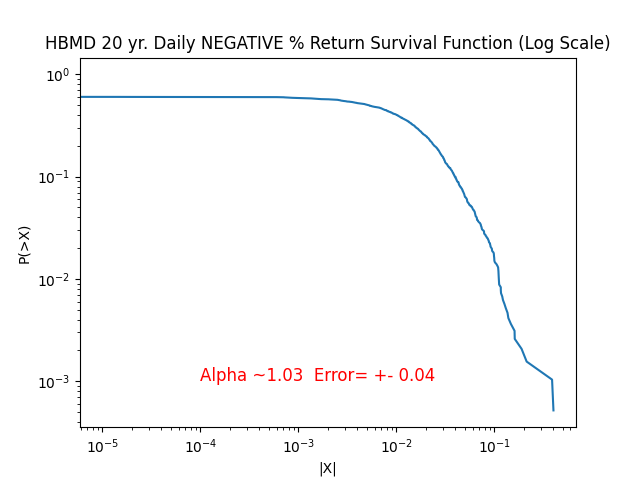 HBMD 20 yr. Daily NEGATIVE % Return Survival Function (Log Scale)
10⁰
10⁻¹
10⁻²
10⁻³
P(>X)
Alpha ~1.03  Error= +- 0.04
10⁻⁵ 10⁻⁴ 10⁻³ 10⁻² 10⁻¹
|X|